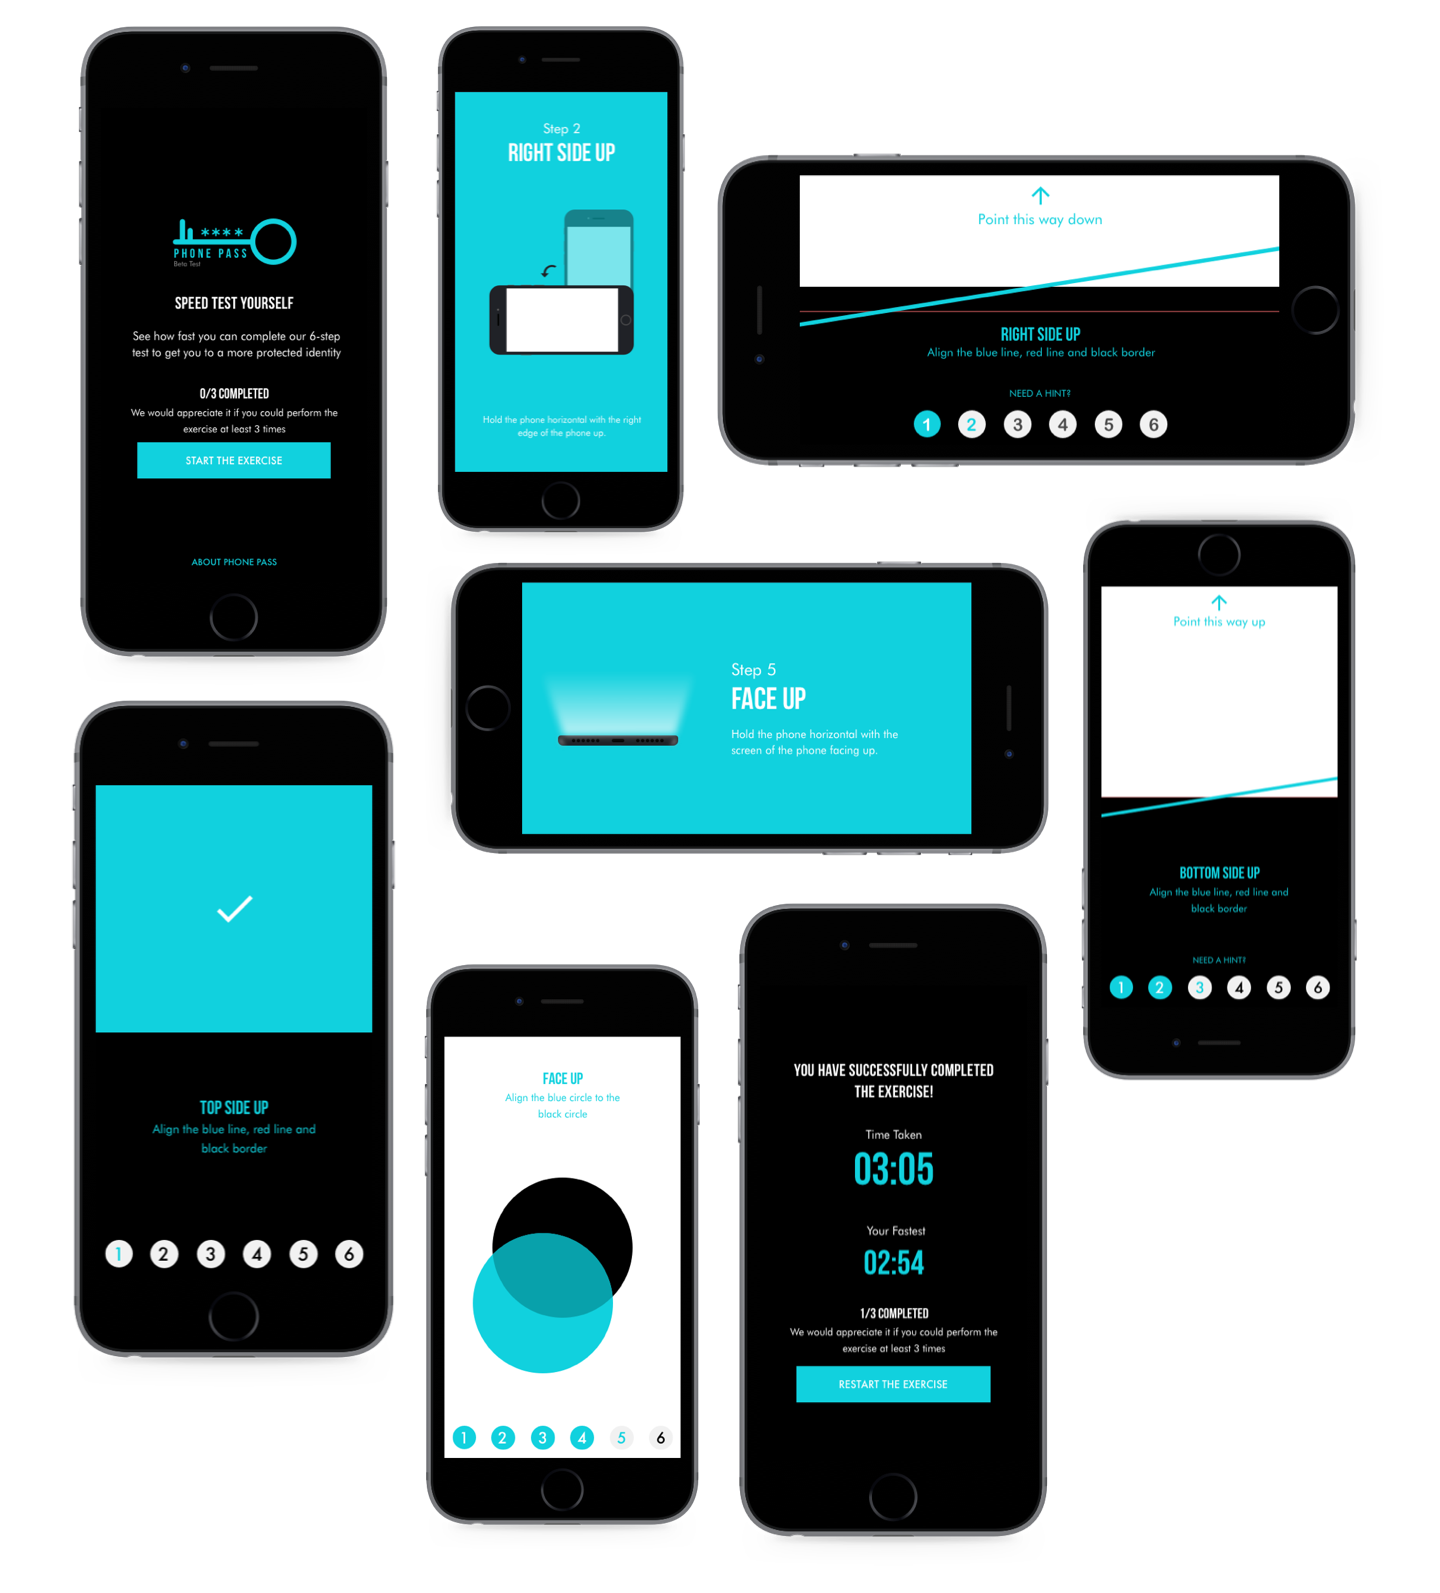 ****
PHONE PASS
Beta Test
SPEED TEST YOURSELF
See how fast you can complete our 6-step
test to get you to a more protected identity
0/3 COMPLETED
We would appreciate it if you could perform the
exercise at least 3 times
START THE EXERCISE
ABOUT PHONE PASS
Step 2
RIGHT SIDE UP
Hold the phone horizontal with the right
edge of the phone up.
Point this way down
RIGHT SIDE UP
Align the blue line, red line and black border
NEED A HINT?
1 2 3 4 5 6
Step 5
FACE UP
Hold the phone horizontal with the
screen of the phone facing up.
Point this way up
BOTTOM SIDE UP
Align the blue line, red line and
black border
NEED A HINT?
1 2 3 4 5 6
TOP SIDE UP
Align the blue line, red line and
black border
1 2 3 4 5 6
FACE UP
Align the blue circle to the
black circle
1 2 3 4 5 6
YOU HAVE SUCCESSFULLY COMPLETED
THE EXERCISE!
Time Taken
03:05
Your Fastest
02:54
1/3 COMPLETED
We would appreciate it if you could perform the
exercise at least 3 times
RESTART THE EXERCISE